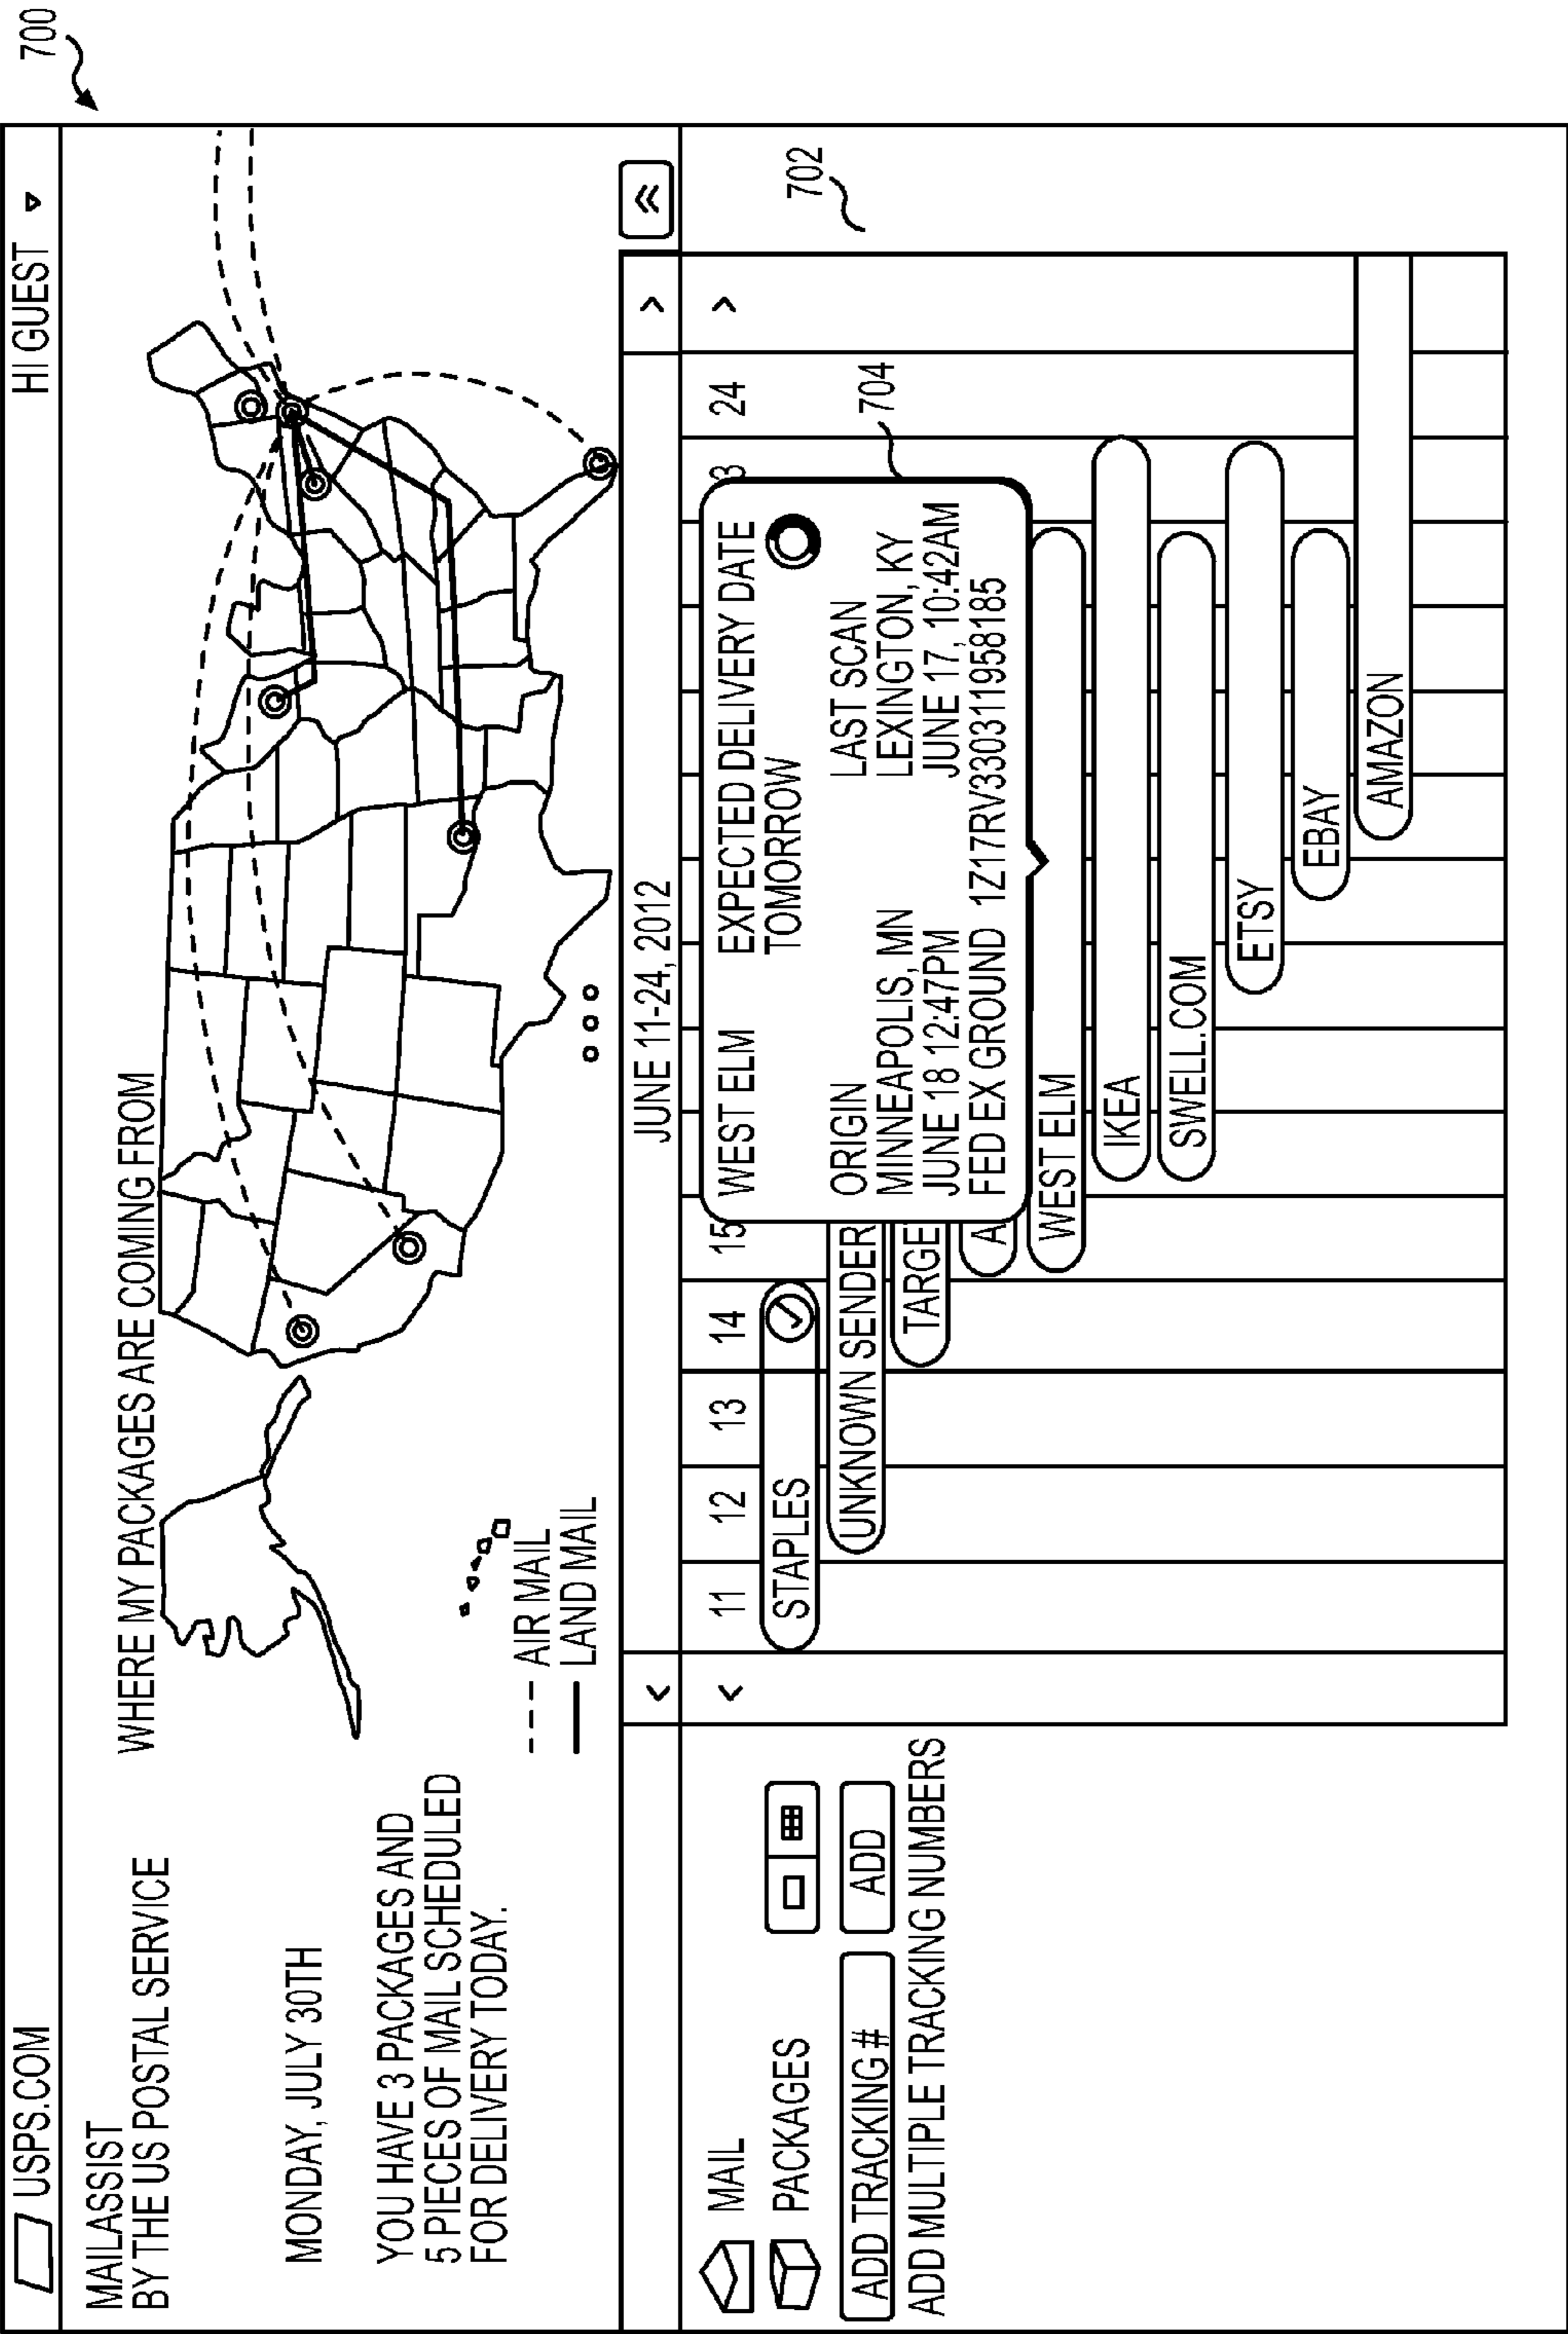 700
USPS.COM
HI GUEST
MAILASSIST
BY THE US POSTAL SERVICE
MONDAY, JULY 30TH
YOU HAVE 3 PACKAGES AND
5 PIECES OF MAIL SCHEDULED
FOR DELIVERY TODAY.
WHERE MY PACKAGES ARE COMING FROM
AIR MAIL
LAND MAIL
< JUNE 11-24, 2012 >
«
MAIL
PACKAGES
ADD TRACKING #
ADD
ADD MULTIPLE TRACKING NUMBERS
< 11 12 13 14 15 3 24 >
702
704
WEST ELM EXPECTED DELIVERY DATE
TOMORROW
ORIGIN LAST SCAN
MINNEAPOLIS, MN LEXINGTON, KY
JUNE 18 12:47PM JUNE 17, 10:42AM
FED EX GROUND 1Z17RV3303119581​85
STAPLES
UNKNOWN SENDER
TARGE
A
WEST ELM
IKEA
SWELL.COM
ETSY
EBAY
AMAZON